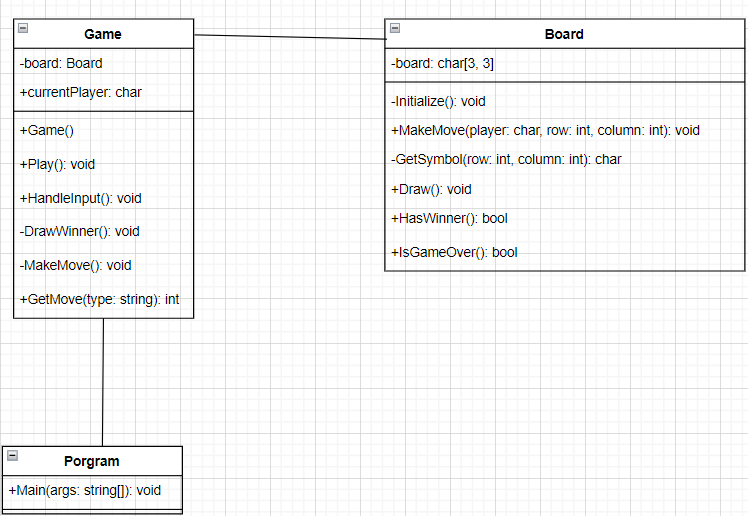 Game
-board: Board
+currentPlayer: char
+Game()
+Play(): void
+HandleInput(): void
-DrawWinner(): void
-MakeMove(): void
+GetMove(type: string): int
Board
-board: char[3, 3]
-Initialize(): void
+MakeMove(player: char, row: int, column: int): void
-GetSymbol(row: int, column: int): char
+Draw(): void
+HasWinner(): bool
+IsGameOver(): bool
Porgram
+Main(args: string[]): void